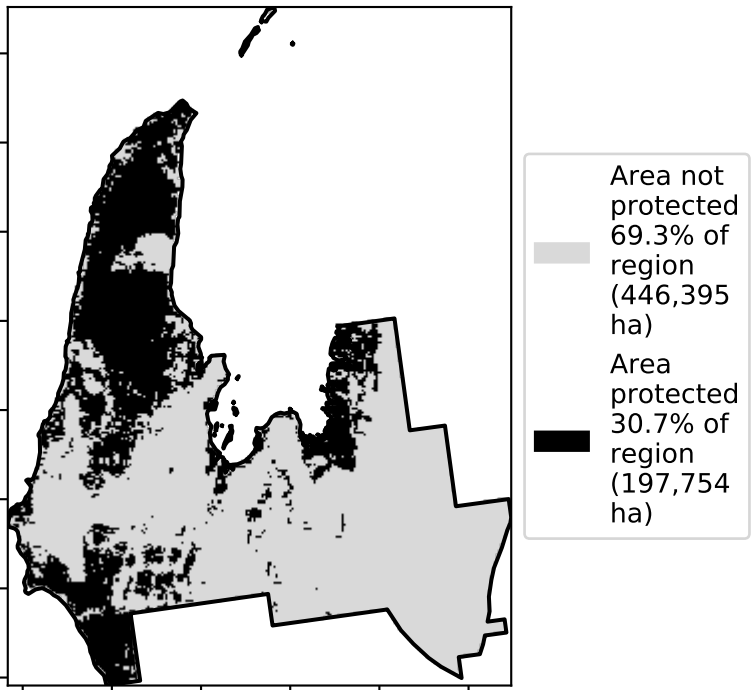 Area not
protected
69.3% of
region
(446,395
ha)
Area
protected
30.7% of
region
(197,754
ha)